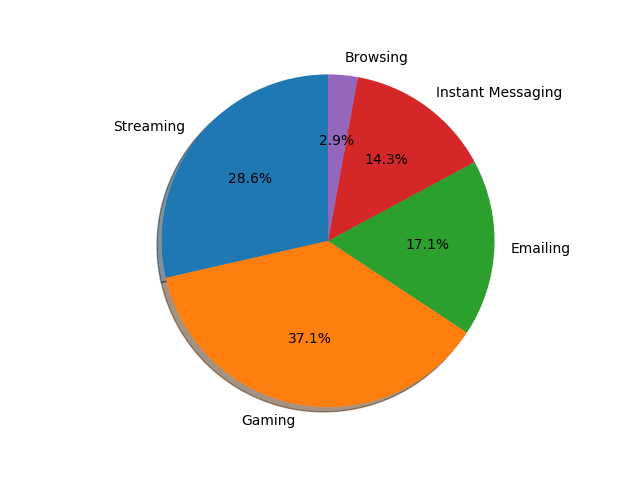 Browsing
Instant Messaging
Streaming
2.9%
14.3%
28.6%
17.1%
Emailing
37.1%
Gaming